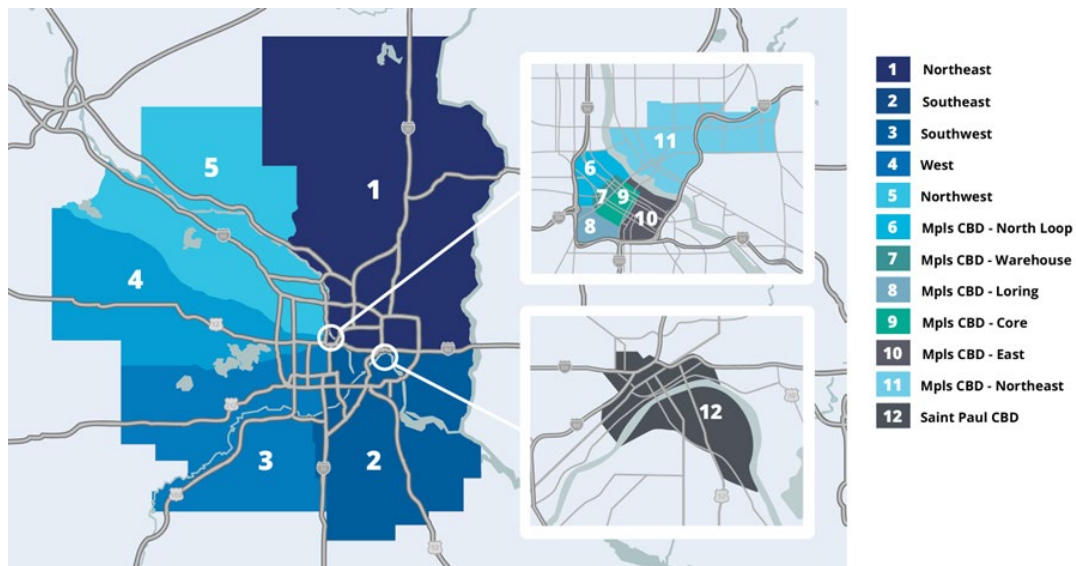 1
5
4
3
2
11
6
7
9
8
10
12
1 Northeast
2 Southeast
3 Southwest
4 West
5 Northwest
6 Mpls CBD - North Loop
7 Mpls CBD - Warehouse
8 Mpls CBD - Loring
9 Mpls CBD - Core
10 Mpls CBD - East
11 Mpls CBD - Northeast
12 Saint Paul CBD